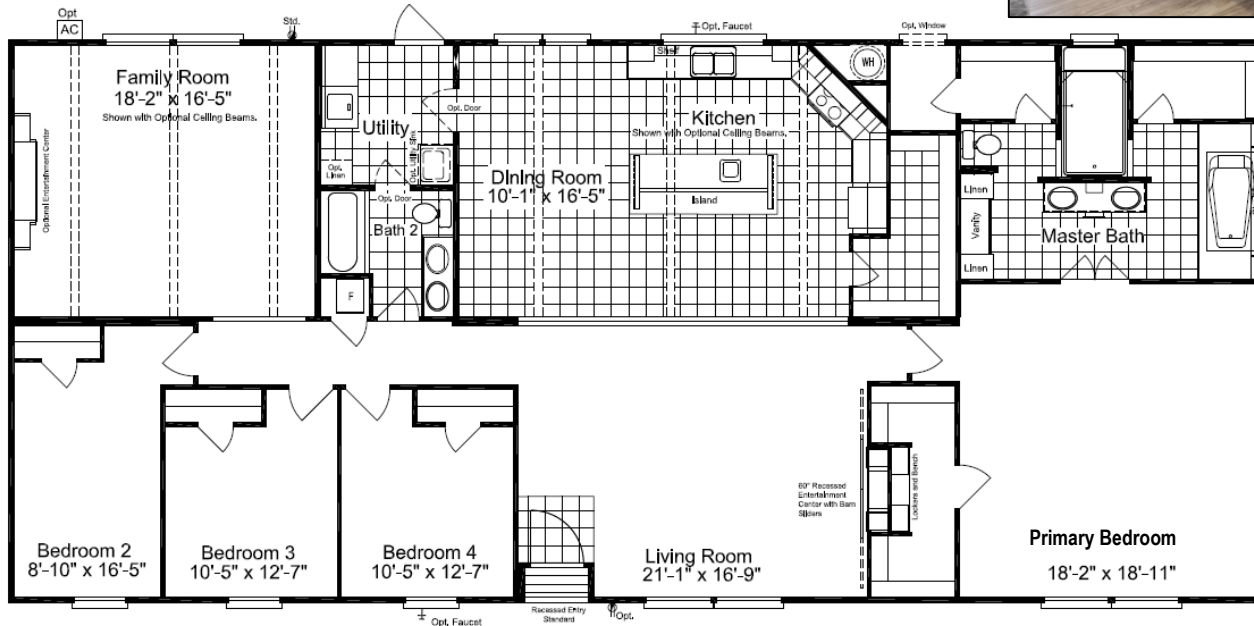 Opt
AC
Std.
Opt. Faucet
Opt. Window
Family Room
18'-2" x 16'-5"
Shown with Optional Ceiling Beams.
Optional Entertainment Center
Utility
Opt. Door
Opt. Linen
Opt. Utility Sink
Opt. Door
Bath 2
F
Dining Room
10'-1" x 16'-5"
Shelf
Kitchen
Shown with Optional Ceiling Beams.
Island
WH
Linen
Vanity
Linen
Master Bath
Bedroom 2
8'-10" x 16'-5"
Bedroom 3
10'-5" x 12'-7"
Bedroom 4
10'-5" x 12'-7"
Opt. Faucet
Recessed Entry
Standard
Opt.
Living Room
21'-1" x 16'-9"
60" Recessed
Entertainment
Center with Barn
Sliders
Lockers and Bench
Primary Bedroom
18'-2" x 18'-11"